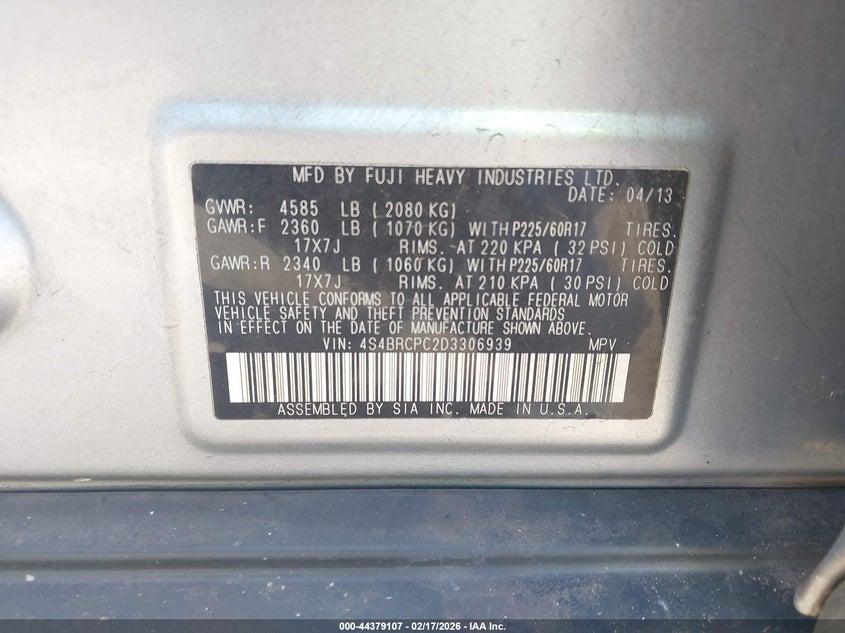 MFD BY FUJI HEAVY INDUSTRIES LTD.
DATE: 04/13
GVWR: 4585 LB ( 2080 KG)
GAWR:F 2360 LB ( 1070 KG) WITH P225/60R17 TIRES.
17X7J RIMS. AT 220 KPA ( 32 PSI) COLD
GAWR:R 2340 LB ( 1060 KG) WITH P225/60R17 TIRES.
17X7J RIMS. AT 210 KPA ( 30 PSI) COLD
THIS VEHICLE CONFORMS TO ALL APPLICABLE FEDERAL MOTOR
VEHICLE SAFETY AND THEFT PREVENTION STANDARDS
IN EFFECT ON THE DATE OF MANUFACTURE SHOWN ABOVE.
VIN: 4S4BRCPC2D3306939 MPV
ASSEMBLED BY SIA INC. MADE IN U.S.A.
000-44379107 - 02/17/2026 - IAA Inc.